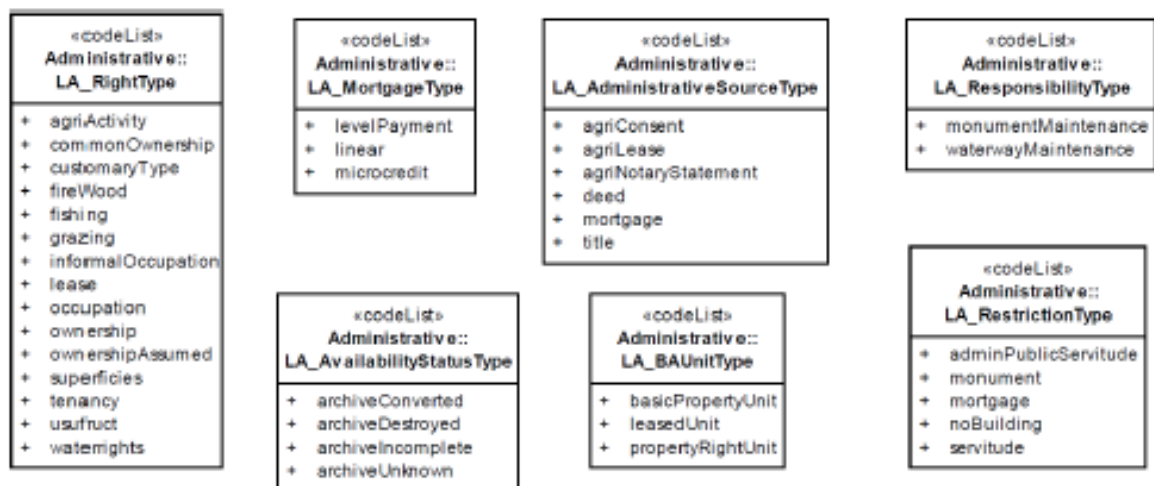 «codeList»
Administrative::
LA_RightType
+ agriActivity
+ commonOwnership
+ customaryType
+ fireWood
+ fishing
+ grazing
+ informalOccupation
+ lease
+ occupation
+ ownership
+ ownershipAssumed
+ superficies
+ tenancy
+ usufruct
+ waterrights
«codeList»
Administrative::
LA_MortgageType
+ levelPayment
+ linear
+ microcredit
«codeList»
Administrative::
LA_AdministrativeSourceType
+ agriConsent
+ agriLease
+ agriNotaryStatement
+ deed
+ mortgage
+ title
«codeList»
Administrative::
LA_ResponsibilityType
+ monumentMaintenance
+ waterwayMaintenance
«codeList»
Administrative::
LA_AvailabilityStatusType
+ archiveConverted
+ archiveDestroyed
+ archiveIncomplete
+ archiveUnknown
«codeList»
Administrative::
LA_BAUnitType
+ basicPropertyUnit
+ leasedUnit
+ propertyRightUnit
«codeList»
Administrative::
LA_RestrictionType
+ adminPublicServitude
+ monument
+ mortgage
+ noBuilding
+ servitude